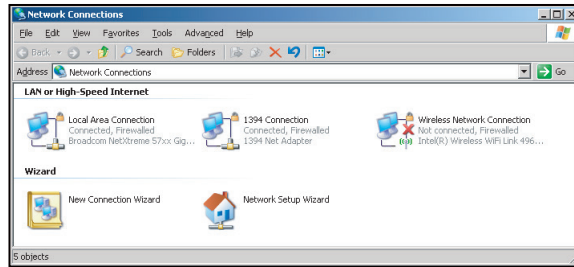 Network Connections
File Edit View Favorites Tools Advanced Help
Back Search Folders
Address Network Connections Go
LAN or High-Speed Internet
Local Area Connection
Connected, Firewalled
Broadcom NetXtreme 57xx Gig...
1394 Connection
Connected, Firewalled
1394 Net Adapter
Wireless Network Connection
Not connected, Firewalled
Intel(R) Wireless WiFi Link 496...
Wizard
New Connection Wizard
Network Setup Wizard
5 objects